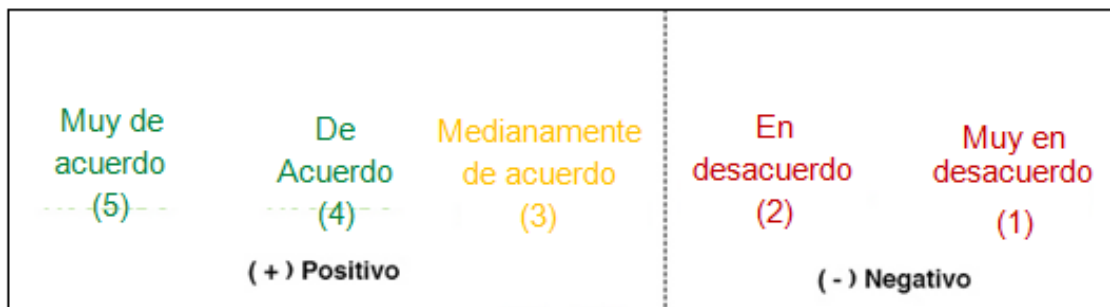 Muy de
acuerdo
(5)
De
Acuerdo
(4)
Medianamente
de acuerdo
(3)
(+) Positivo
En
desacuerdo
(2)
Muy en
desacuerdo
(1)
(-) Negativo